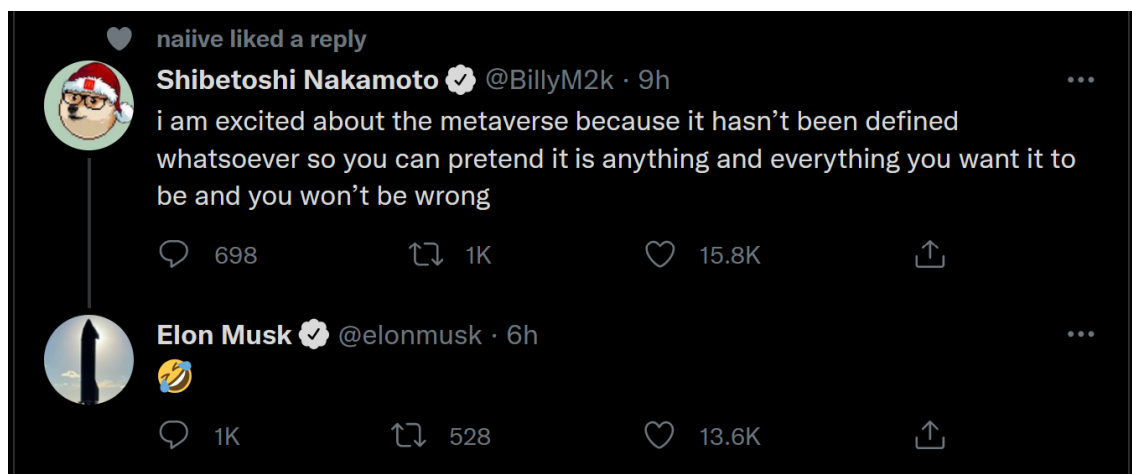 naiive liked a reply
Shibetoshi Nakamoto @BillyM2k · 9h
i am excited about the metaverse because it hasn’t been defined
whatsoever so you can pretend it is anything and everything you want it to
be and you won’t be wrong
698 1K 15.8K
Elon Musk @elonmusk · 6h
🤣
1K 528 13.6K